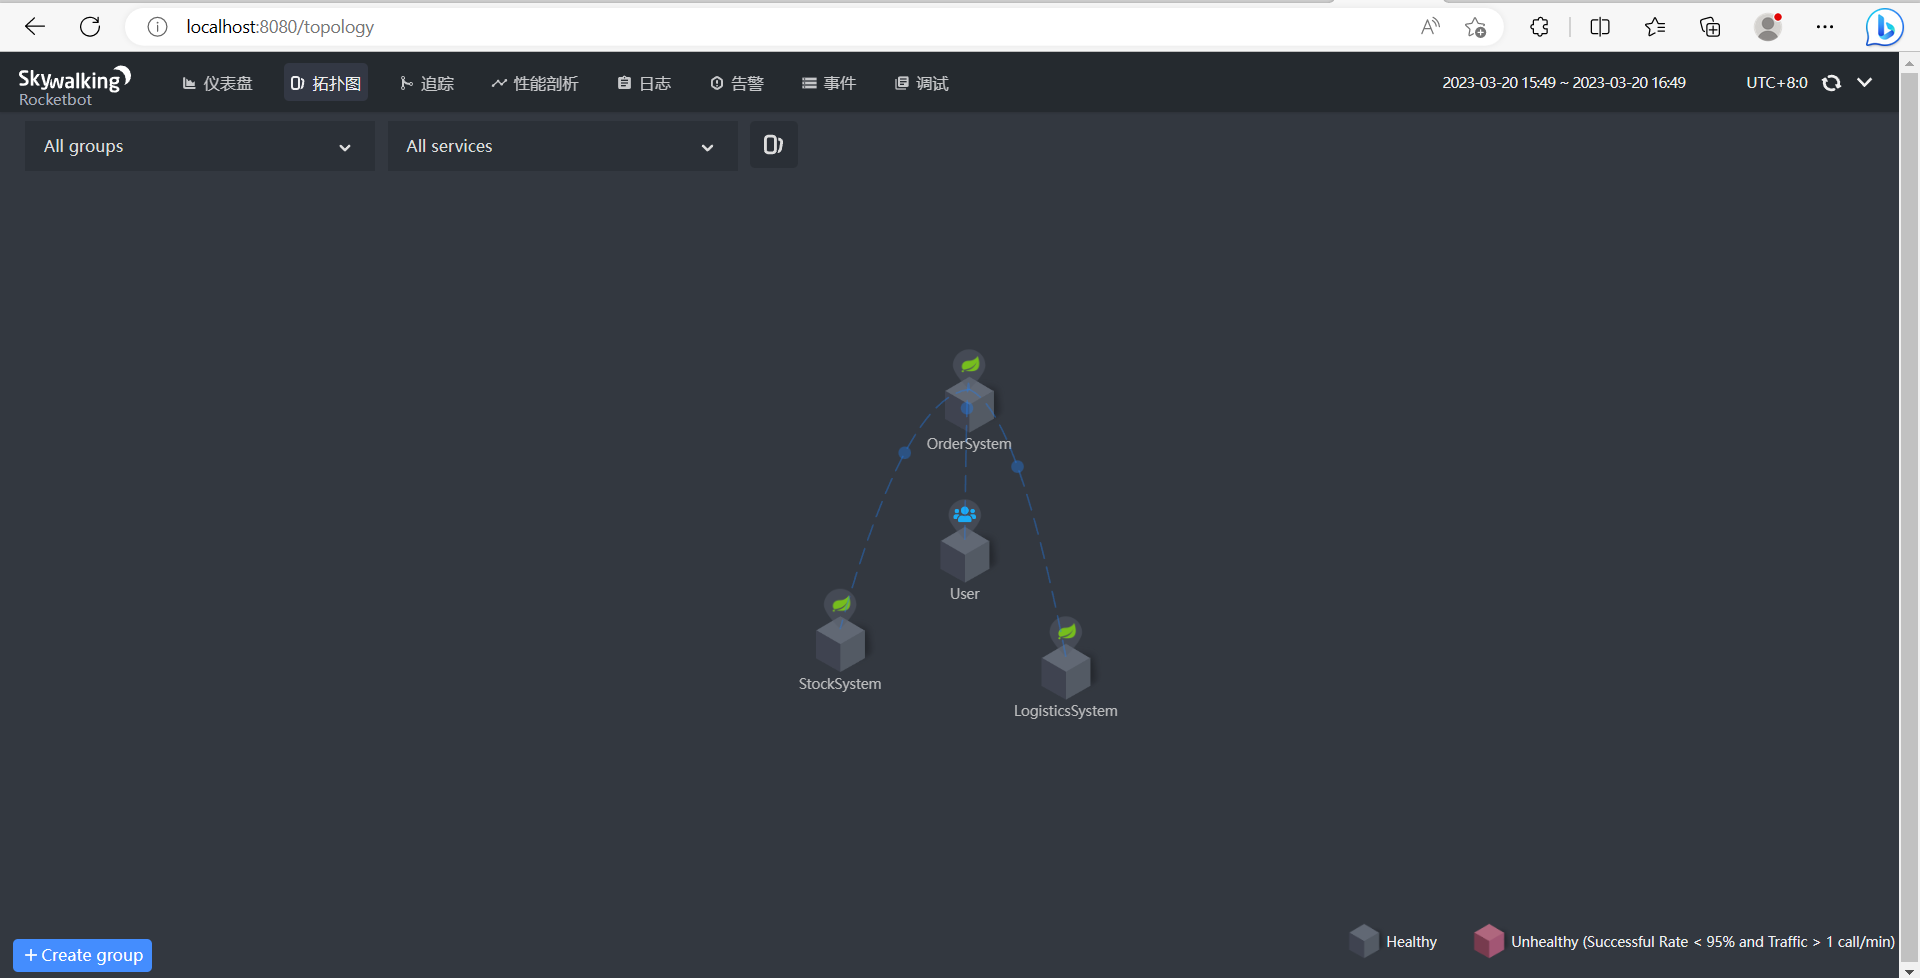 localhost:8080/topology
Skywalking
Rocketbot
仪表盘
拓扑图
追踪
性能剖析
日志
告警
事件
调试
2023-03-20 15:49 ~ 2023-03-20 16:49
UTC+8:0
All groups
All services
OrderSystem
User
StockSystem
LogisticsSystem
Healthy
Unhealthy (Successful Rate < 95% and Traffic > 1 call/min)
+ Create group